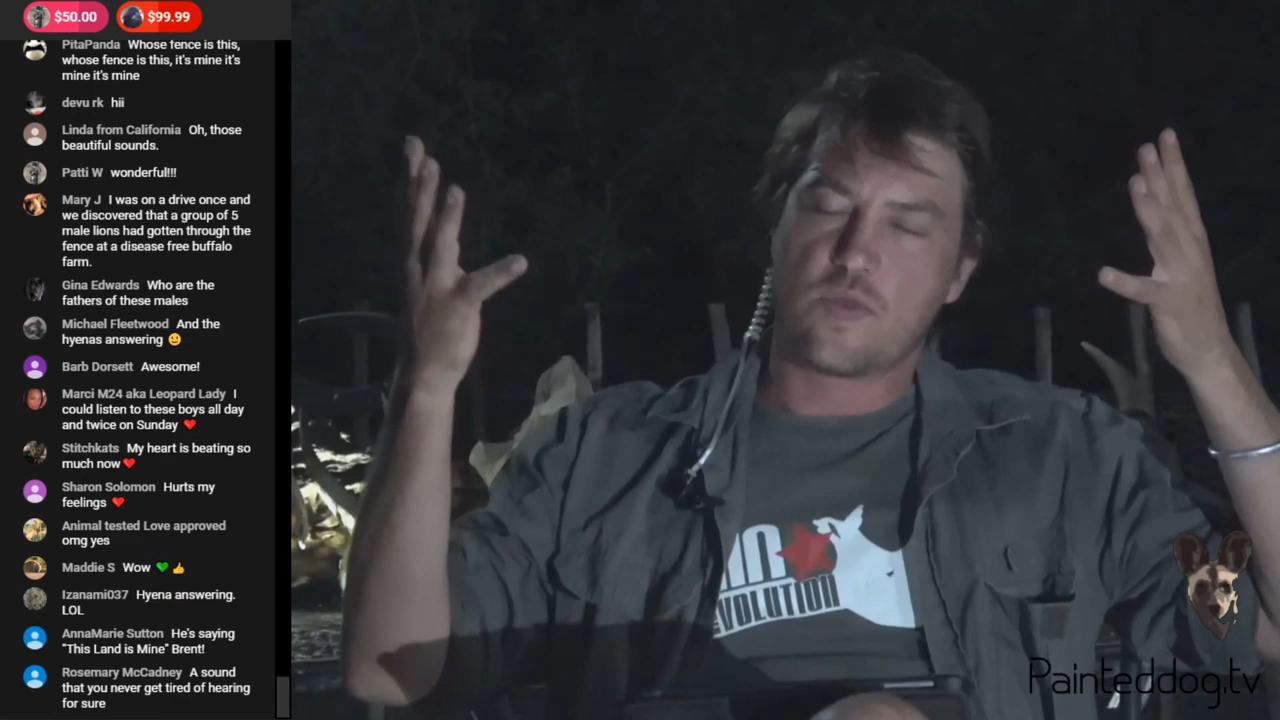 $50.00 $99.99
PitaPanda Whose fence is this,
whose fence is this, it's mine it's
mine it's mine
devu rk hii
Linda from California Oh, those
beautiful sounds.
Patti W wonderful!!!
Mary J I was on a drive once and
we discovered that a group of 5
male lions had gotten through the
fence at a disease free buffalo
farm.
Gina Edwards Who are the
fathers of these males
Michael Fleetwood And the
hyenas answering 😀
Barb Dorsett Awesome!
Marci M24 aka Leopard Lady I
could listen to these boys all day
and twice on Sunday ❤️
Stitchkats My heart is beating so
much now ❤️
Sharon Solomon Hurts my
feelings ❤️
Animal tested Love approved
omg yes
Maddie S Wow 💚 👍
Izanami037 Hyena answering.
LOL
AnnaMarie Sutton He's saying
"This Land is Mine" Brent!
Rosemary McCadney A sound
that you never get tired of hearing
for sure
VOLUTION
Painteddog.tv